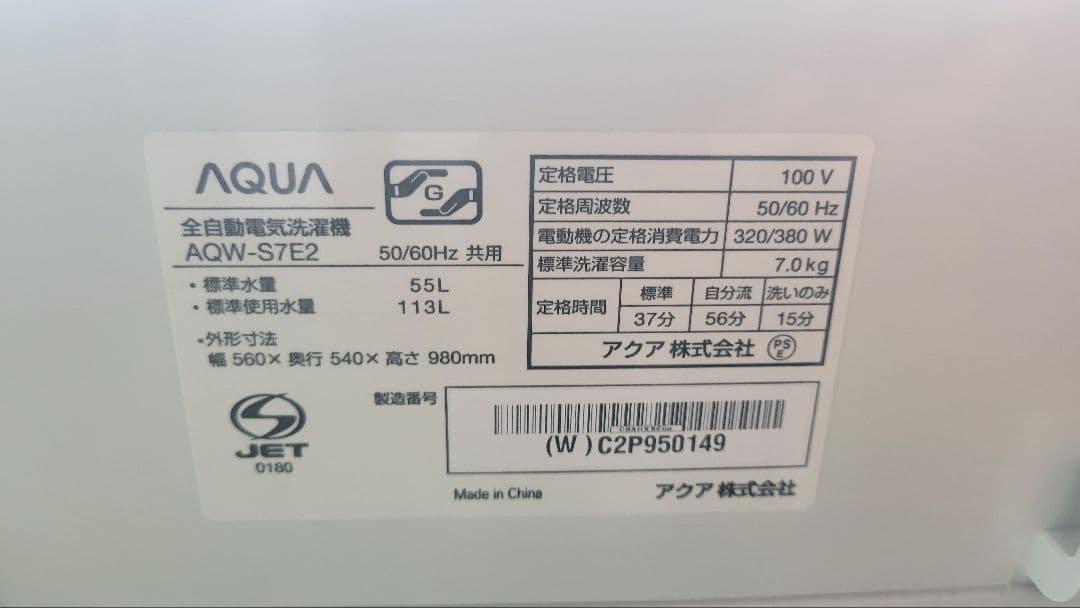 AQUA
G
全自動電気洗濯機
AQW-S7E2 50/60Hz 共用
・標準水量 55L
・標準使用水量 113L
・外形寸法
幅 560× 奥行 540× 高さ 980mm
定格電圧 100 V
定格周波数 50/60 Hz
電動機の定格消費電力 320/380 W
標準洗濯容量 7.0kg
定格時間 標準 自分流 洗いのみ
37分 56分 15分
アクア 株式会社 PSE
JET
0180
製造番号
(W)C2P950149
Made in China
アクア 株式会社